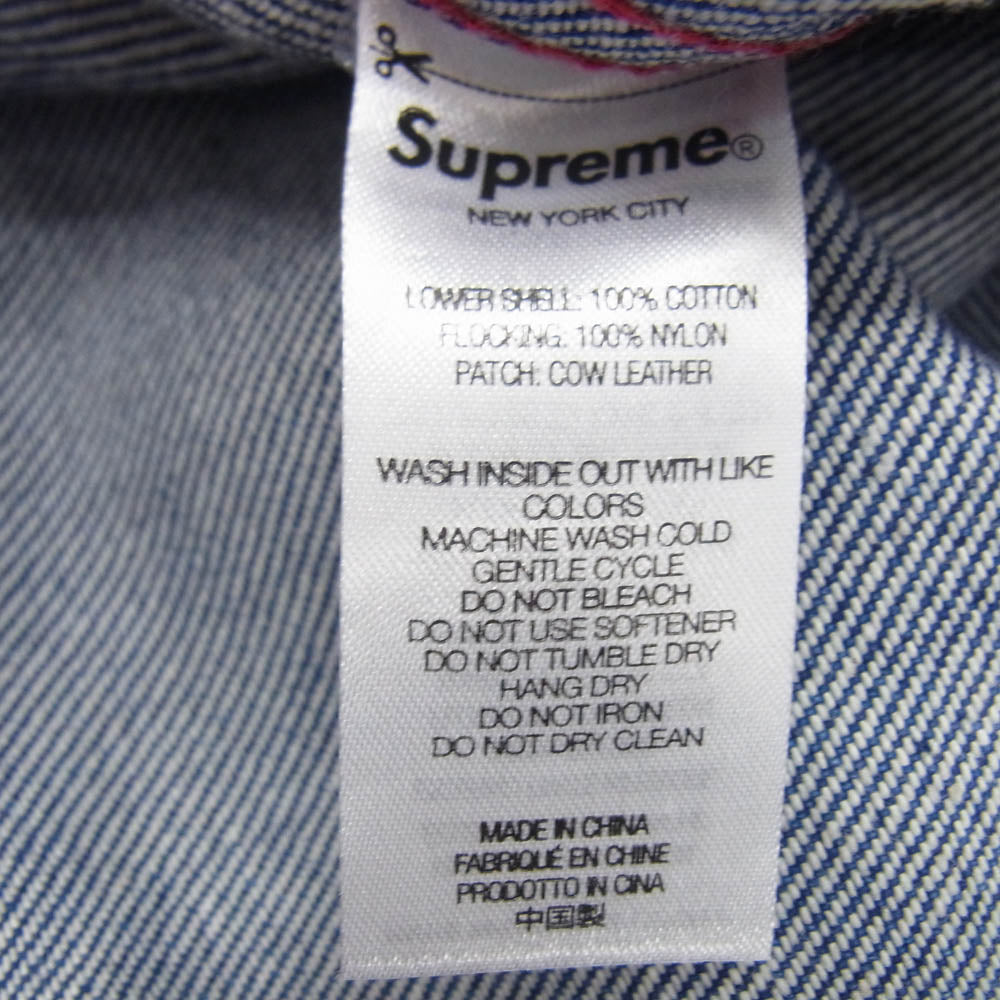 Supreme®
NEW YORK CITY
LOWER SHELL: 100% COTTON
FLOCKING: 100% NYLON
PATCH: COW LEATHER
WASH INSIDE OUT WITH LIKE
COLORS
MACHINE WASH COLD
GENTLE CYCLE
DO NOT BLEACH
DO NOT USE SOFTENER
DO NOT TUMBLE DRY
HANG DRY
DO NOT IRON
DO NOT DRY CLEAN
MADE IN CHINA
FABRIQUÉ EN CHINE
PRODOTTO IN CINA
中国製